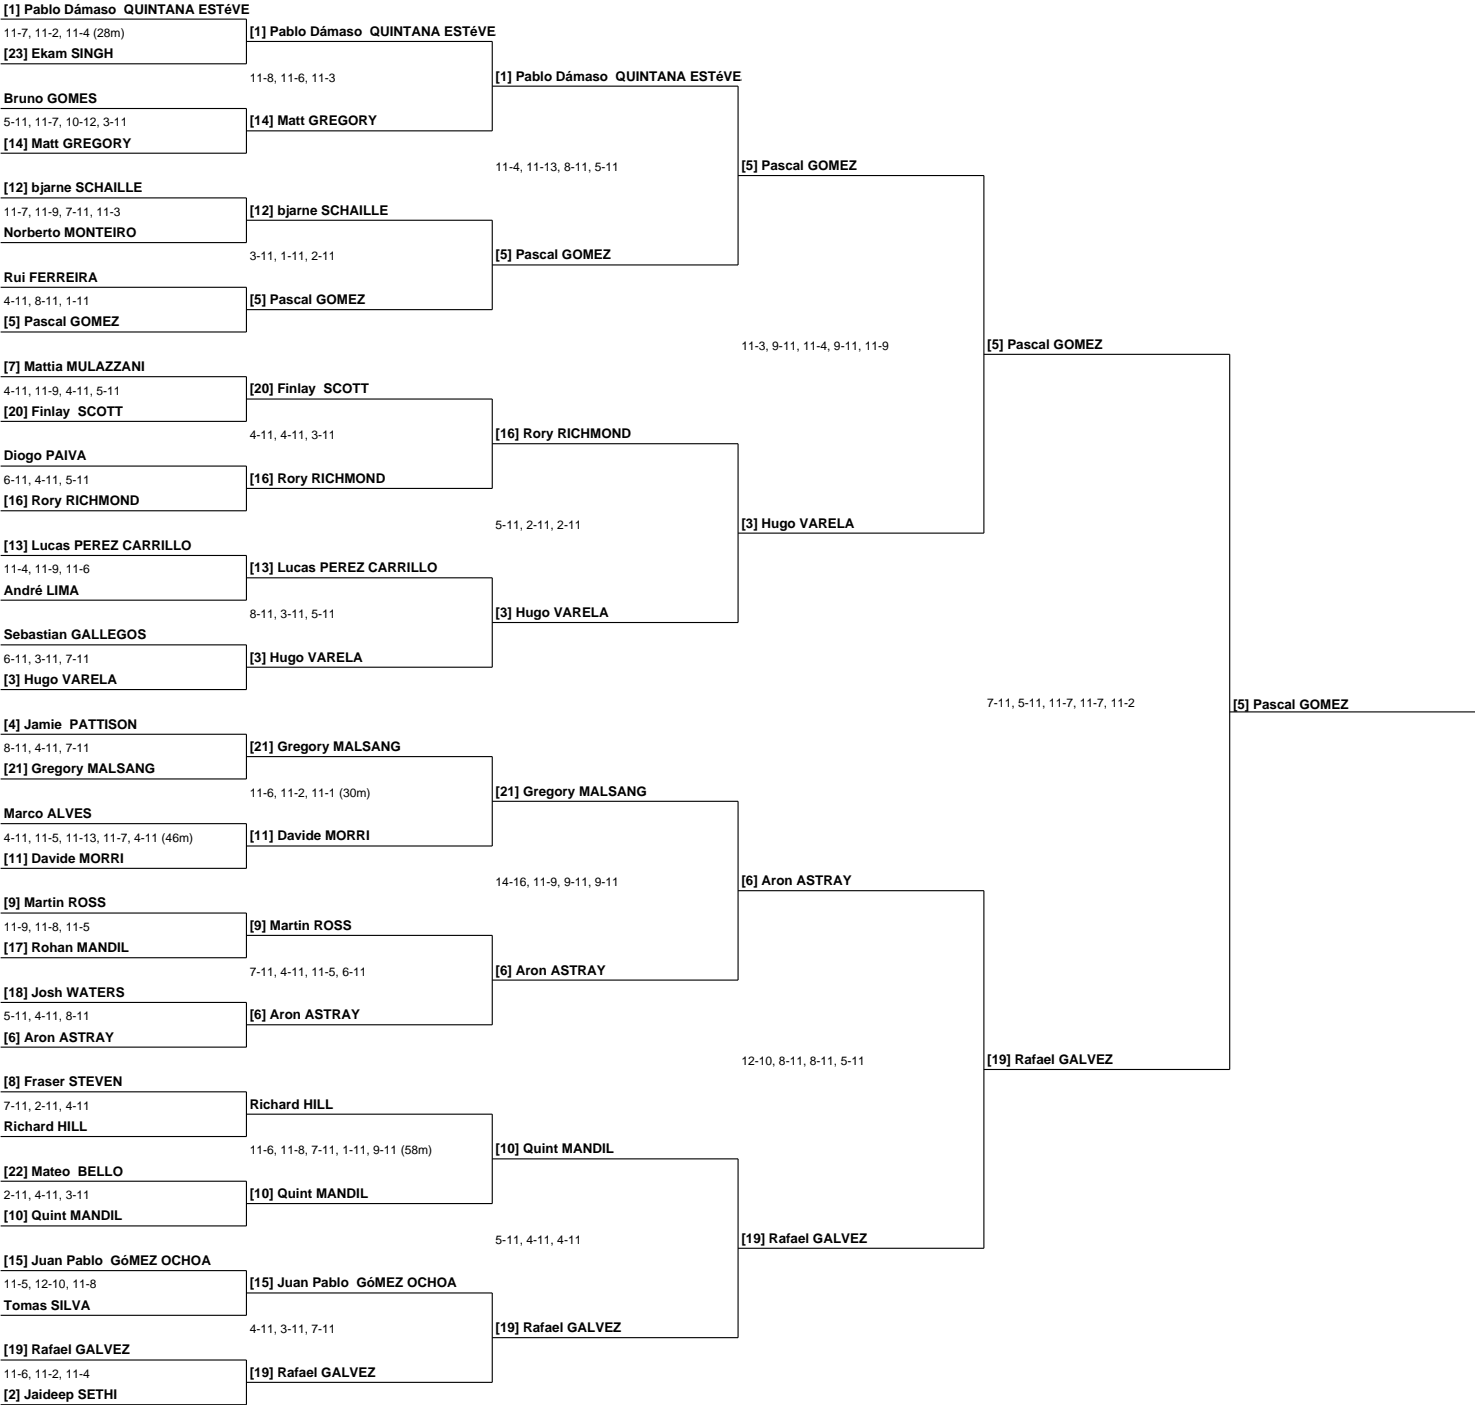 [1] Pablo Dámaso  QUINTANA ESTéVE
11-7, 11-2, 11-4 (28m)
[23] Ekam SINGH
Bruno GOMES
5-11, 11-7, 10-12, 3-11
[14] Matt GREGORY
[12] bjarne SCHAILLE
11-7, 11-9, 7-11, 11-3
Norberto MONTEIRO
Rui FERREIRA
4-11, 8-11, 1-11
[5] Pascal GOMEZ
[7] Mattia MULAZZANI
4-11, 11-9, 4-11, 5-11
[20] Finlay  SCOTT
Diogo PAIVA
6-11, 4-11, 5-11
[16] Rory RICHMOND
[13] Lucas PEREZ CARRILLO
11-4, 11-9, 11-6
André LIMA
Sebastian GALLEGOS
6-11, 3-11, 7-11
[3] Hugo VARELA
[4] Jamie  PATTISON
8-11, 4-11, 7-11
[21] Gregory MALSANG
Marco ALVES
4-11, 11-5, 11-13, 11-7, 4-11 (46m)
[11] Davide MORRI
[9] Martin ROSS
11-9, 11-8, 11-5
[17] Rohan MANDIL
[18] Josh WATERS
5-11, 4-11, 8-11
[6] Aron ASTRAY
[8] Fraser STEVEN
7-11, 2-11, 4-11
Richard HILL
[22] Mateo  BELLO
2-11, 4-11, 3-11
[10] Quint MANDIL
[15] Juan Pablo  GóMEZ OCHOA
11-5, 12-10, 11-8
Tomas SILVA
[19] Rafael GALVEZ
11-6, 11-2, 11-4
[2] Jaideep SETHI
[1] Pablo Dámaso  QUINTANA ESTéVE
11-8, 11-6, 11-3
[14] Matt GREGORY
[12] bjarne SCHAILLE
3-11, 1-11, 2-11
[5] Pascal GOMEZ
[20] Finlay  SCOTT
4-11, 4-11, 3-11
[16] Rory RICHMOND
[13] Lucas PEREZ CARRILLO
8-11, 3-11, 5-11
[3] Hugo VARELA
[21] Gregory MALSANG
11-6, 11-2, 11-1 (30m)
[11] Davide MORRI
[9] Martin ROSS
7-11, 4-11, 11-5, 6-11
[6] Aron ASTRAY
Richard HILL
11-6, 11-8, 7-11, 1-11, 9-11 (58m)
[10] Quint MANDIL
[15] Juan Pablo  GóMEZ OCHOA
4-11, 3-11, 7-11
[19] Rafael GALVEZ
[1] Pablo Dámaso  QUINTANA ESTéVE
11-4, 11-13, 8-11, 5-11
[5] Pascal GOMEZ
[16] Rory RICHMOND
5-11, 2-11, 2-11
[3] Hugo VARELA
[21] Gregory MALSANG
14-16, 11-9, 9-11, 9-11
[6] Aron ASTRAY
[10] Quint MANDIL
5-11, 4-11, 4-11
[19] Rafael GALVEZ
[5] Pascal GOMEZ
11-3, 9-11, 11-4, 9-11, 11-9
[3] Hugo VARELA
[6] Aron ASTRAY
12-10, 8-11, 8-11, 5-11
[19] Rafael GALVEZ
[5] Pascal GOMEZ
7-11, 5-11, 11-7, 11-7, 11-2
[19] Rafael GALVEZ
[5] Pascal GOMEZ